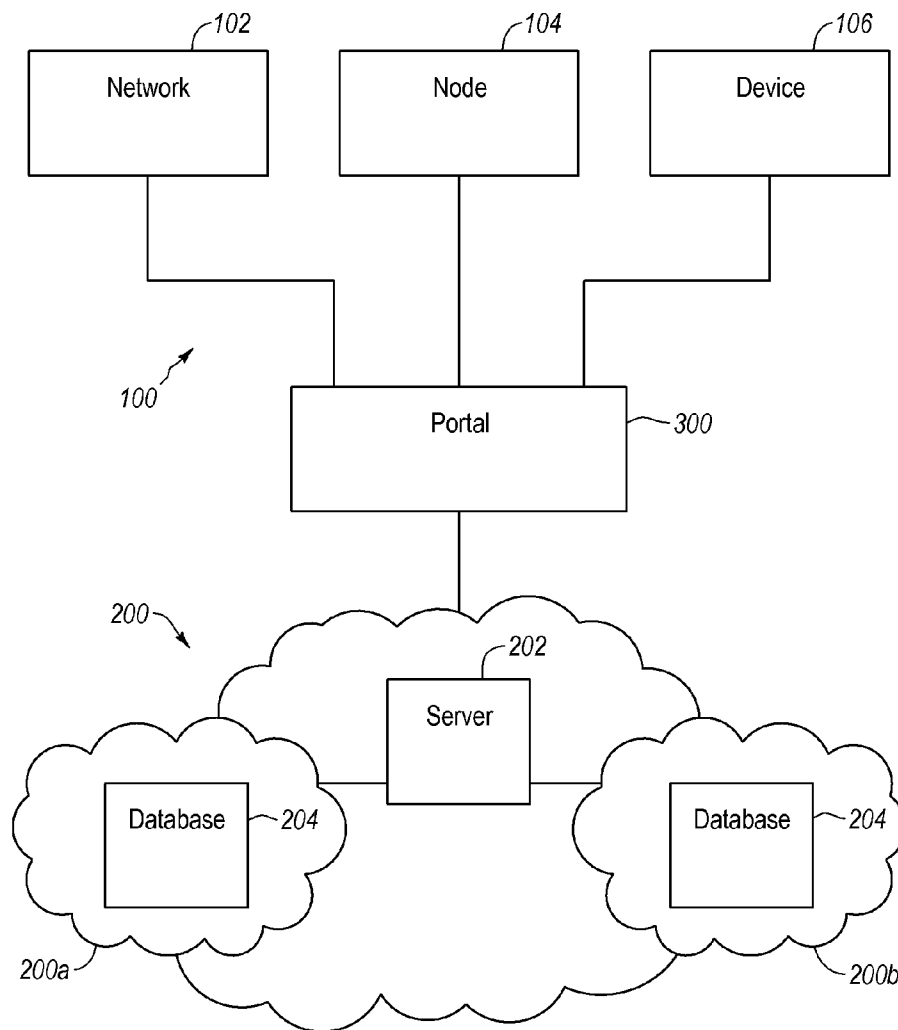 102
104
106
Network
Node
Device
100
Portal
300
200
202
Server
Database
204
Database
204
200a
200b